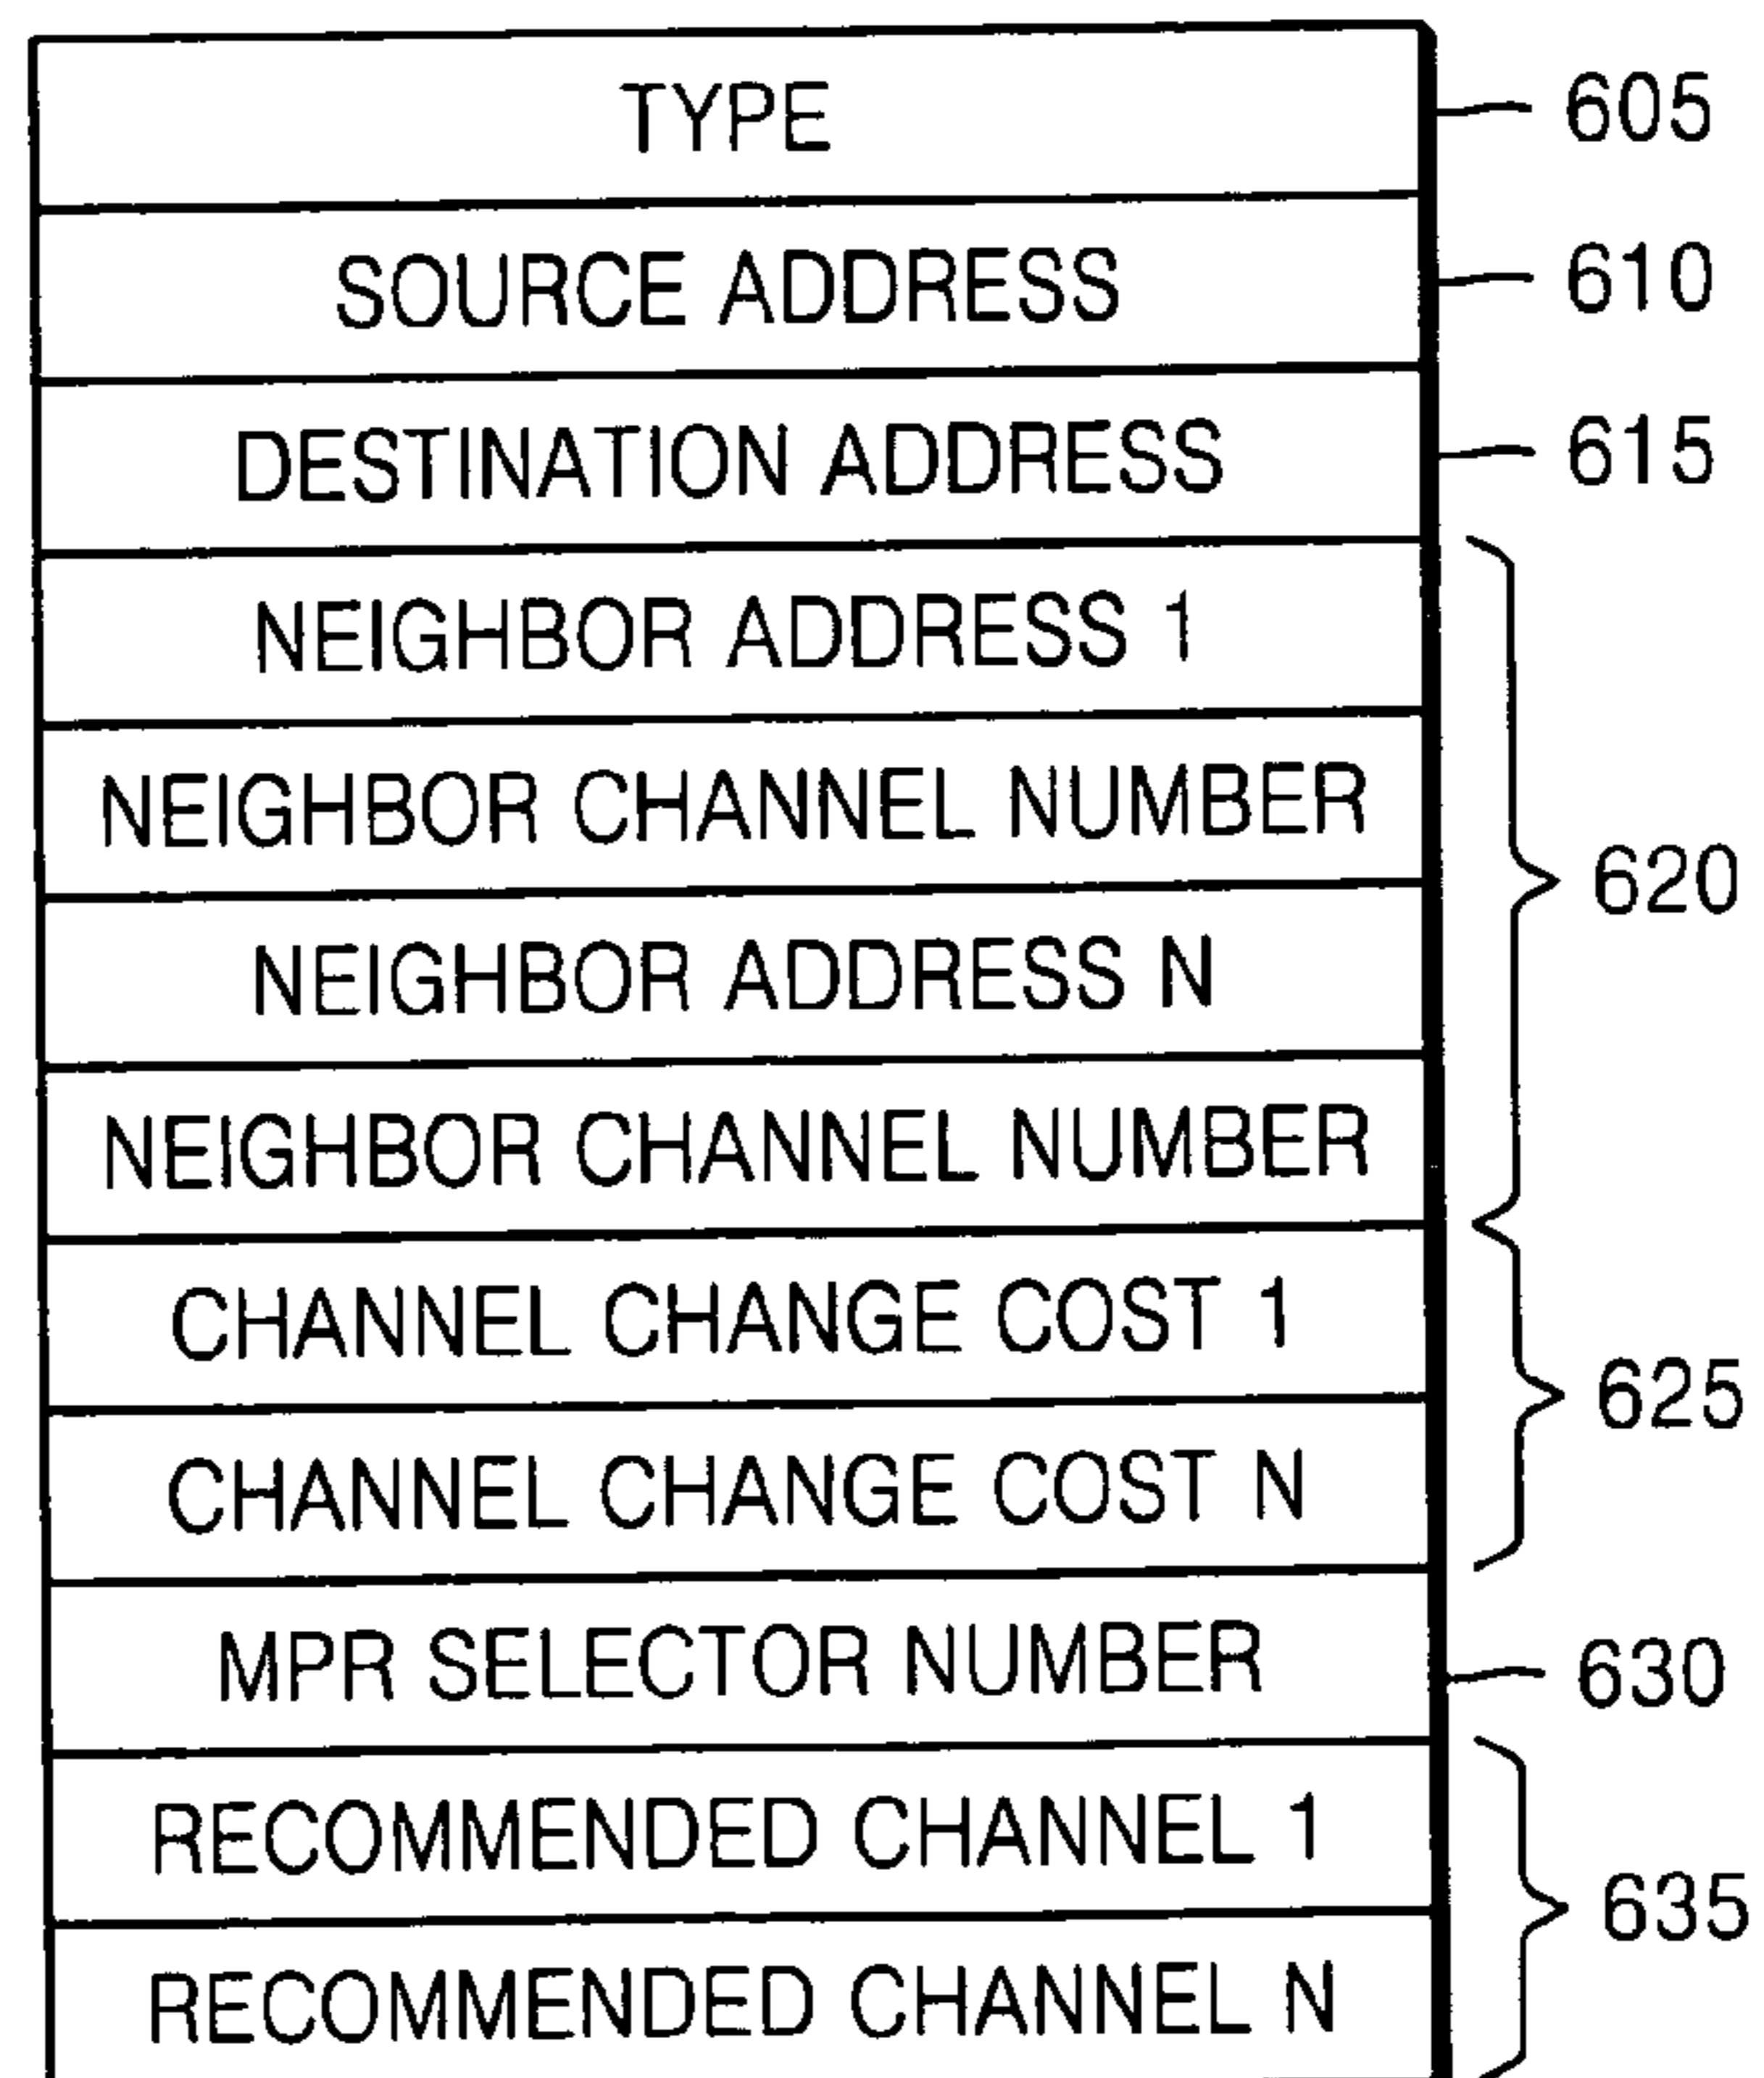 TYPE 605
SOURCE ADDRESS 610
DESTINATION ADDRESS 615
NEIGHBOR ADDRESS 1
NEIGHBOR CHANNEL NUMBER
620
NEIGHBOR ADDRESS N
NEIGHBOR CHANNEL NUMBER
CHANNEL CHANGE COST 1
625
CHANNEL CHANGE COST N
MPR SELECTOR NUMBER 630
RECOMMENDED CHANNEL 1
635
RECOMMENDED CHANNEL N